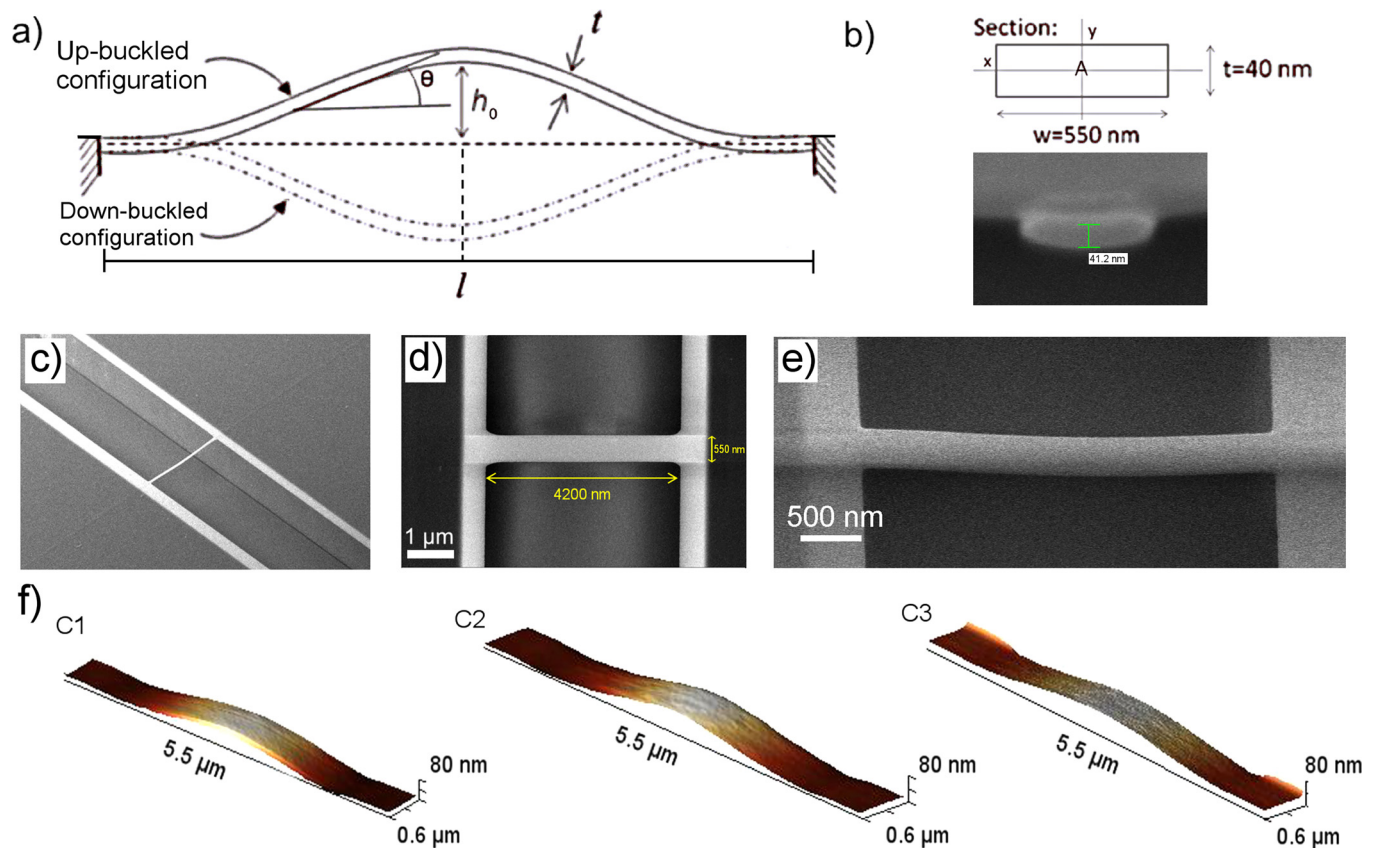 a)
Up-buckled
configuration
t
θ
h₀
Down-buckled
configuration
l
b)
Section:
y
x
A
t=40 nm
w=550 nm
41.2 nm
c)
d)
550 nm
4200 nm
1 µm
e)
500 nm
f)
C1
5.5 µm
80 nm
0.6 µm
C2
5.5 µm
80 nm
0.6 µm
C3
5.5 µm
80 nm
0.6 µm